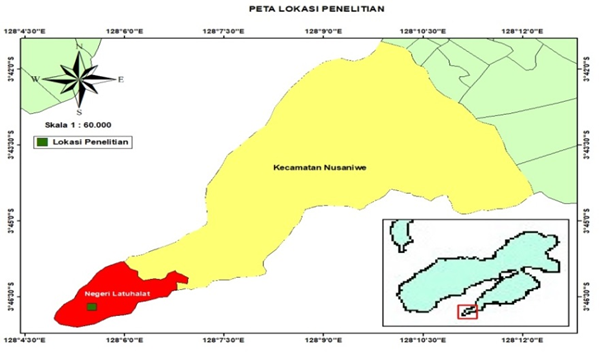 PETA LOKASI PENELITIAN
128°4'30"E 128°6'0"E 128°7'30"E 128°9'0"E 128°10'30"E 128°12'0"E
N
W E
S
Skala 1 : 60.000
Lokasi Penelitian
3°42'0"S 3°42'0"S
3°43'30"S 3°43'30"S
Kecamatan Nusaniwe
3°45'0"S 3°45'0"S
Negeri Latuhalat
3°46'30"S 3°46'30"S
128°4'30"E 128°6'0"E 128°7'30"E 128°9'0"E 128°10'30"E 128°12'0"E